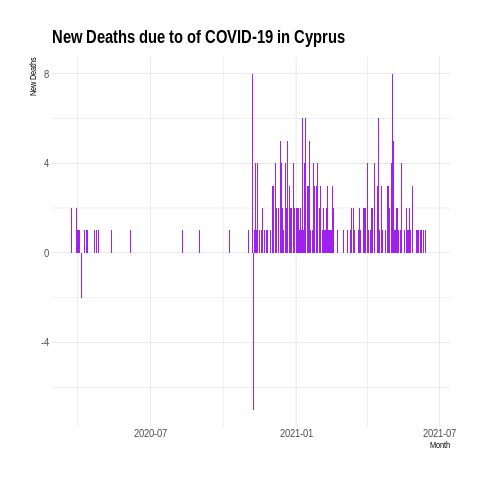 New Deaths due to of COVID-19 in Cyprus
New Deaths
8
4
0
-4
2020-07
2021-01
2021-07
Month